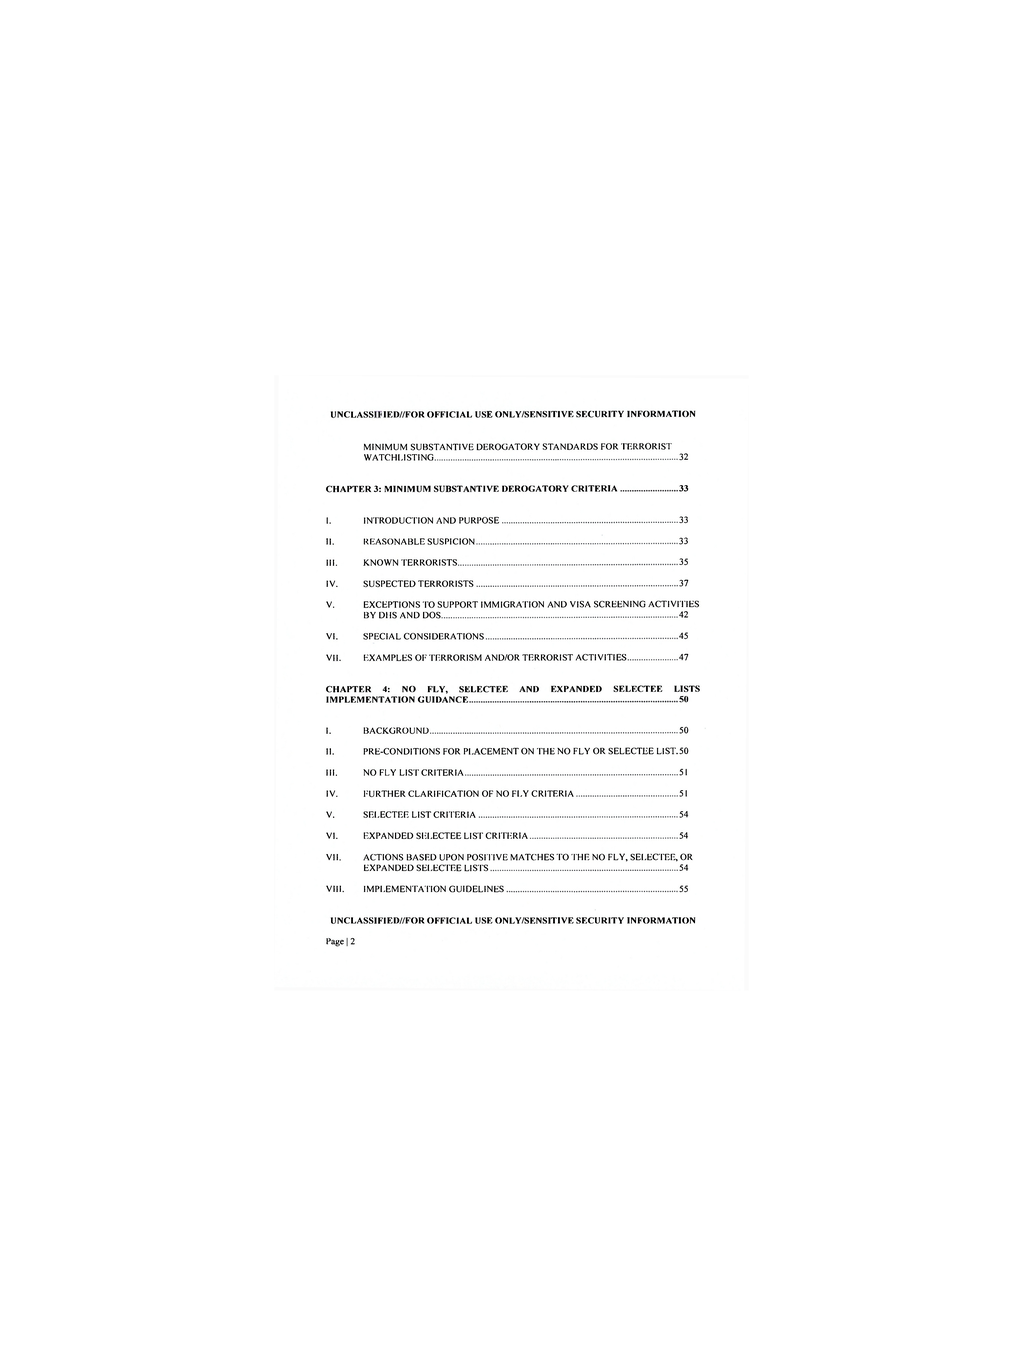 UNCLASSIFIED//FOR OFFICIAL USE ONLY/SENSITIVE SECURITY INFORMATION
MINIMUM SUBSTANTIVE DEROGATORY STANDARDS FOR TERRORIST
WATCHLISTING..........32
CHAPTER 3: MINIMUM SUBSTANTIVE DEROGATORY CRITERIA..........33
I. INTRODUCTION AND PURPOSE..........33
II. REASONABLE SUSPICION..........33
III. KNOWN TERRORISTS..........35
IV. SUSPECTED TERRORISTS..........37
V. EXCEPTIONS TO SUPPORT IMMIGRATION AND VISA SCREENING ACTIVITIES
BY DHS AND DOS..........42
VI. SPECIAL CONSIDERATIONS..........45
VII. EXAMPLES OF TERRORISM AND/OR TERRORIST ACTIVITIES..........47
CHAPTER 4: NO FLY, SELECTEE AND EXPANDED SELECTEE LISTS
IMPLEMENTATION GUIDANCE..........50
I. BACKGROUND..........50
II. PRE-CONDITIONS FOR PLACEMENT ON THE NO FLY OR SELECTEE LIST.50
III. NO FLY LIST CRITERIA..........51
IV. FURTHER CLARIFICATION OF NO FLY CRITERIA..........51
V. SELECTEE LIST CRITERIA..........54
VI. EXPANDED SELECTEE LIST CRITERIA..........54
VII. ACTIONS BASED UPON POSITIVE MATCHES TO THE NO FLY, SELECTEE, OR
EXPANDED SELECTEE LISTS..........54
VIII. IMPLEMENTATION GUIDELINES..........55
UNCLASSIFIED//FOR OFFICIAL USE ONLY/SENSITIVE SECURITY INFORMATION
Page | 2